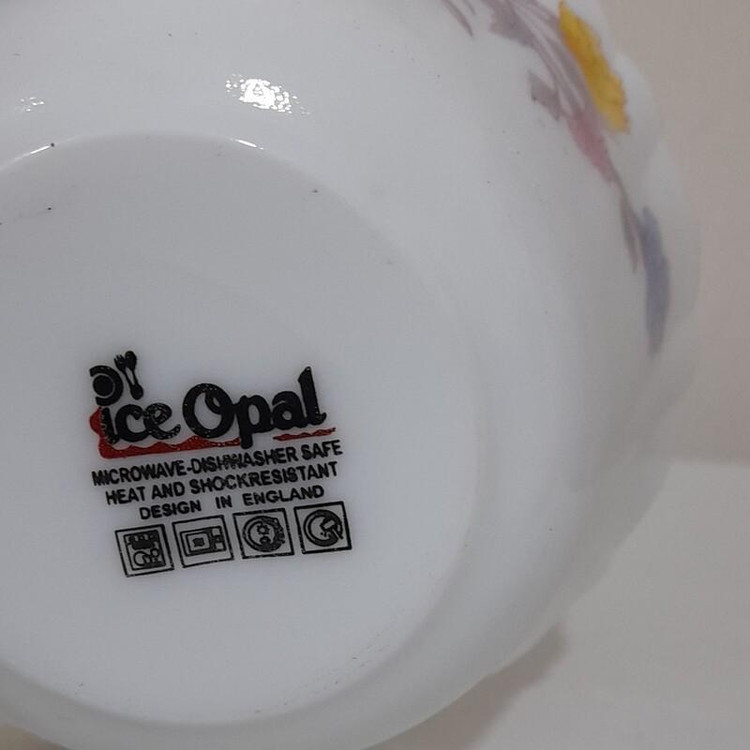 ice Opal
MICROWAVE-DISHWASHER SAFE
HEAT AND SHOCKRESISTANT
DESIGN IN ENGLAND